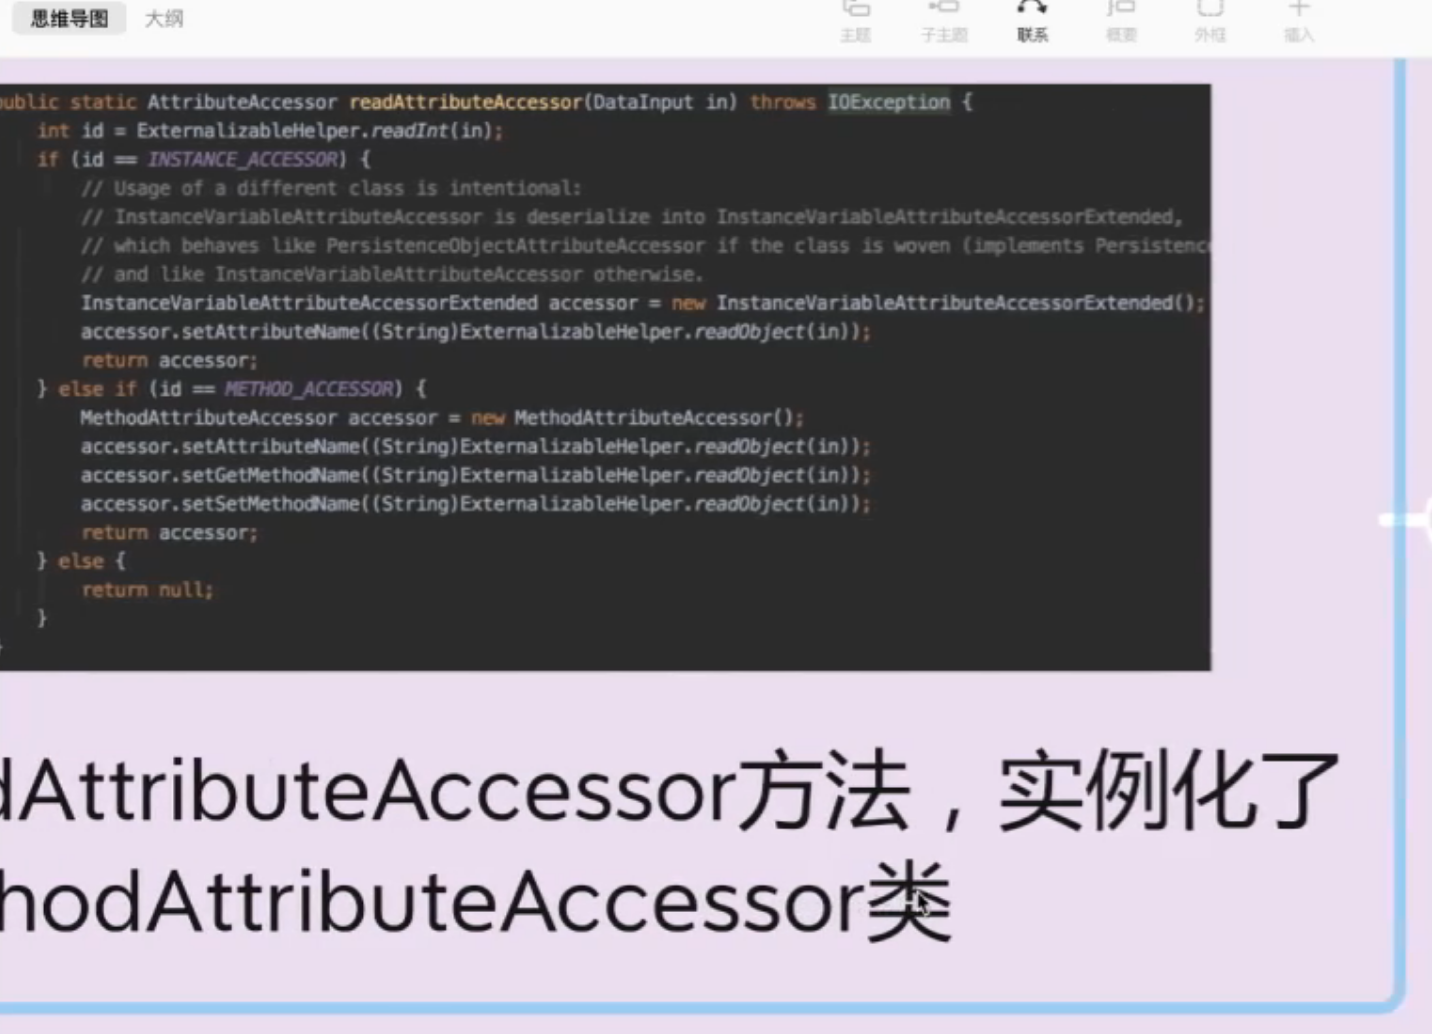 思维导图 大纲 主题 子主题 联系 概要 外框 插入
public static AttributeAccessor readAttributeAccessor(DataInput in) throws IOException {
int id = ExternalizableHelper.readInt(in);
if (id == INSTANCE_ACCESSOR) {
// Usage of a different class is intentional:
// InstanceVariableAttributeAccessor is deserialize into InstanceVariableAttributeAccessorExtended,
// which behaves like PersistenceObjectAttributeAccessor if the class is woven (implements Persistenc
// and like InstanceVariableAttributeAccessor otherwise.
InstanceVariableAttributeAccessorExtended accessor = new InstanceVariableAttributeAccessorExtended();
accessor.setAttributeName((String)ExternalizableHelper.readObject(in));
return accessor;
} else if (id == METHOD_ACCESSOR) {
MethodAttributeAccessor accessor = new MethodAttributeAccessor();
accessor.setAttributeName((String)ExternalizableHelper.readObject(in));
accessor.setGetMethodName((String)ExternalizableHelper.readObject(in));
accessor.setSetMethodName((String)ExternalizableHelper.readObject(in));
return accessor;
} else {
return null;
}
}
dAttributeAccessor方法，实例化了
hodAttributeAccessor类